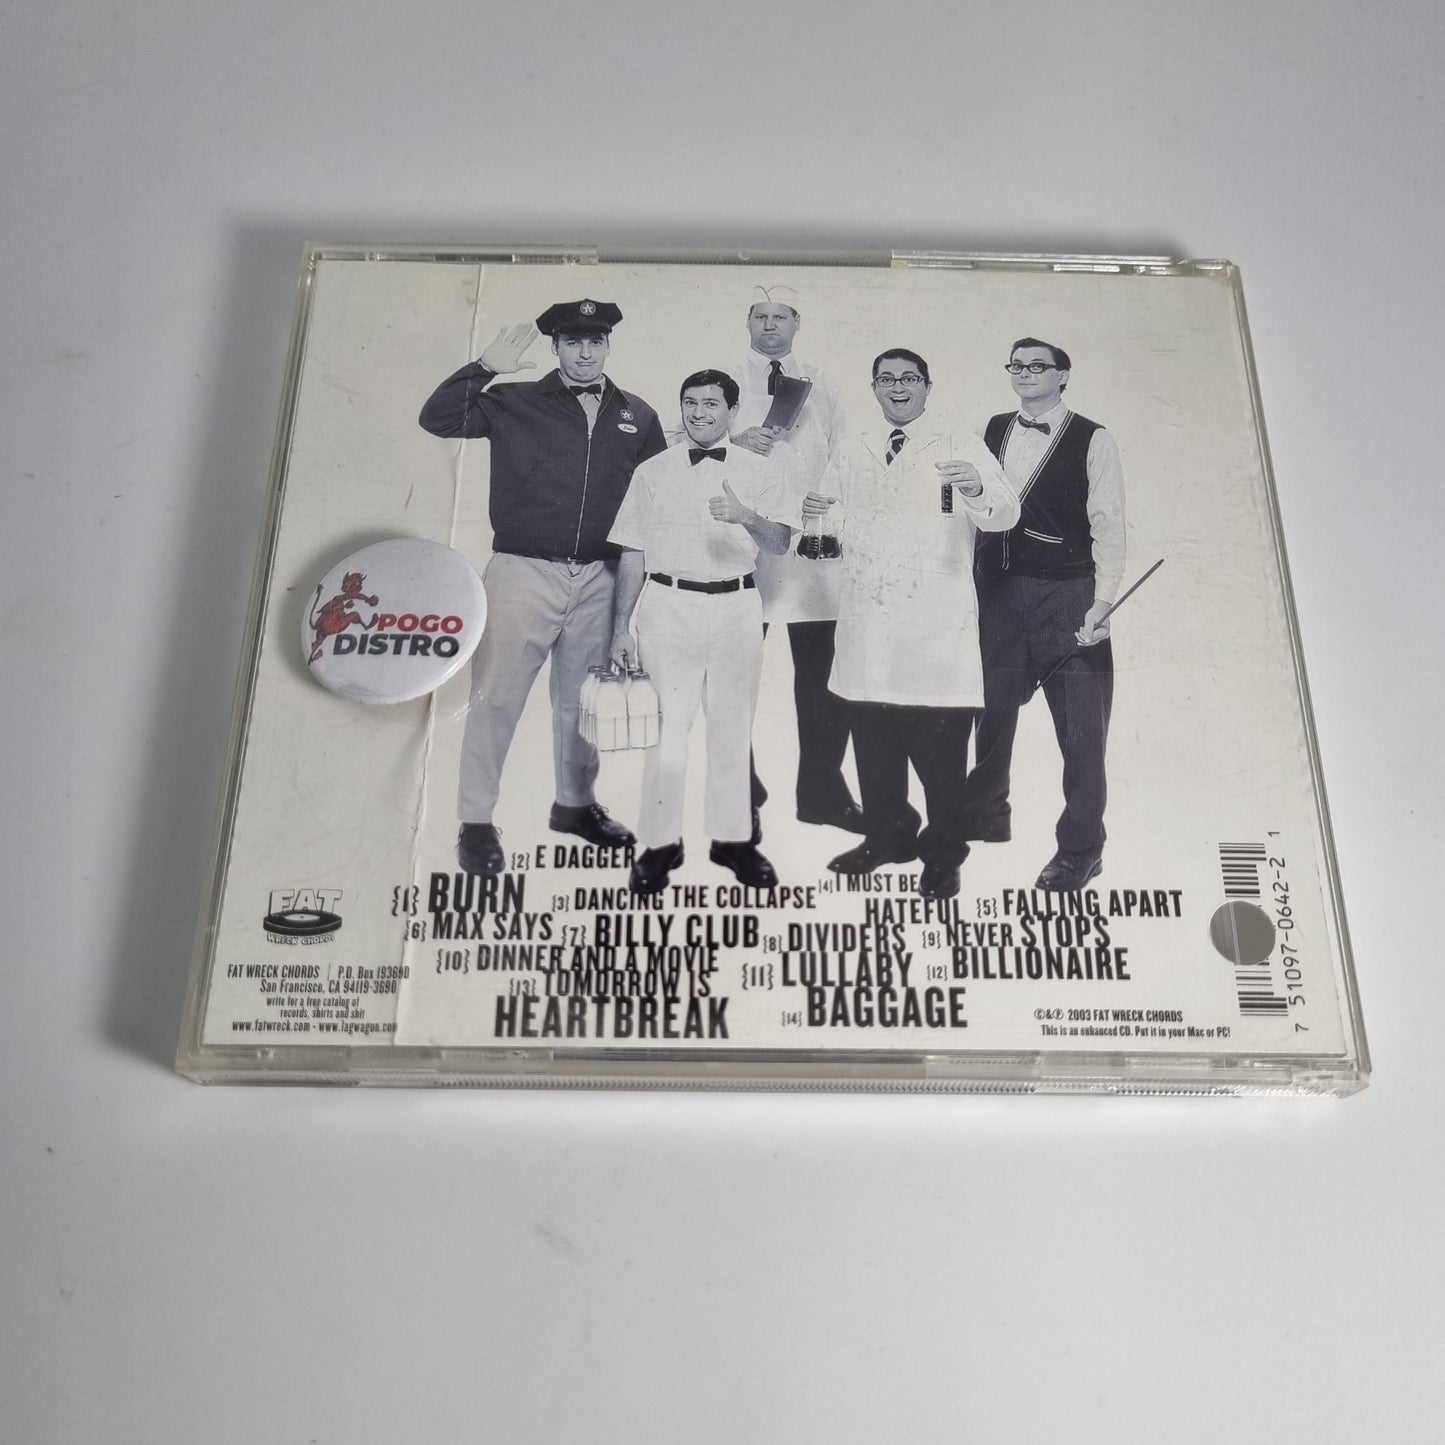 POGO
DISTRO
{2} E DAGGER
{1} BURN
{3} DANCING THE COLLAPSE
{4} I MUST BE
HATEFUL
{5} FALLING APART
{6} MAX SAYS
{7} BILLY CLUB
{8} DIVIDERS
{9} NEVER STOPS
{10} DINNER AND A MOVIE
{11} LULLABY
{12} BILLIONAIRE
{13} TOMORROW IS
HEARTBREAK
{14} BAGGAGE
FAT
WRECK CHORDS
FAT WRECK CHORDS | P.O. Box 193690
San Francisco, CA 94119-3690
write for a free catalog of
records, shirts and shit
www.fatwreck.com - www.lagwagon.com
©&℗ 2003 FAT WRECK CHORDS
This is an enhanced CD. Put it in your Mac or PC!
7 51097-0642-2 1